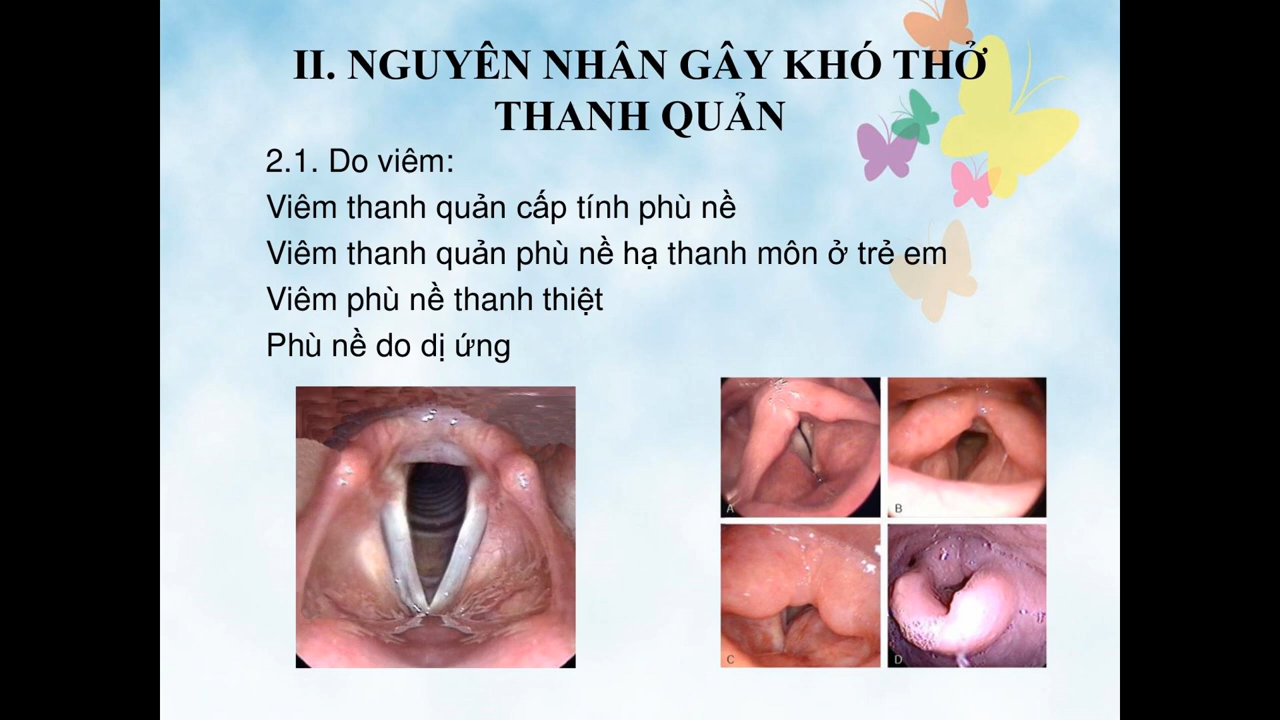 II. NGUYÊN NHÂN GÂY KHÓ THỞ
THANH QUẢN
2.1. Do viêm:
Viêm thanh quản cấp tính phù nề
Viêm thanh quản phù nề hạ thanh môn ở trẻ em
Viêm phù nề thanh thiệt
Phù nề do dị ứng
A
B
C
D